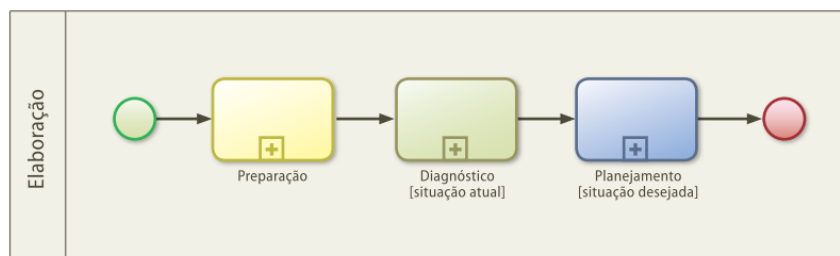 Elaboração
Preparação
Diagnóstico
[situação atual]
Planejamento
[situação desejada]